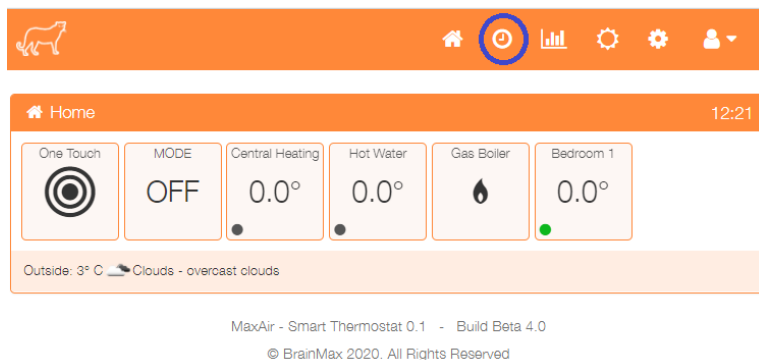 Home 12:21
One Touch MODE Central Heating Hot Water Gas Boiler Bedroom 1
OFF 0.0° 0.0° 0.0°
Outside: 3° C Clouds - overcast clouds
MaxAir - Smart Thermostat 0.1 - Build Beta 4.0
© BrainMax 2020. All Rights Reserved